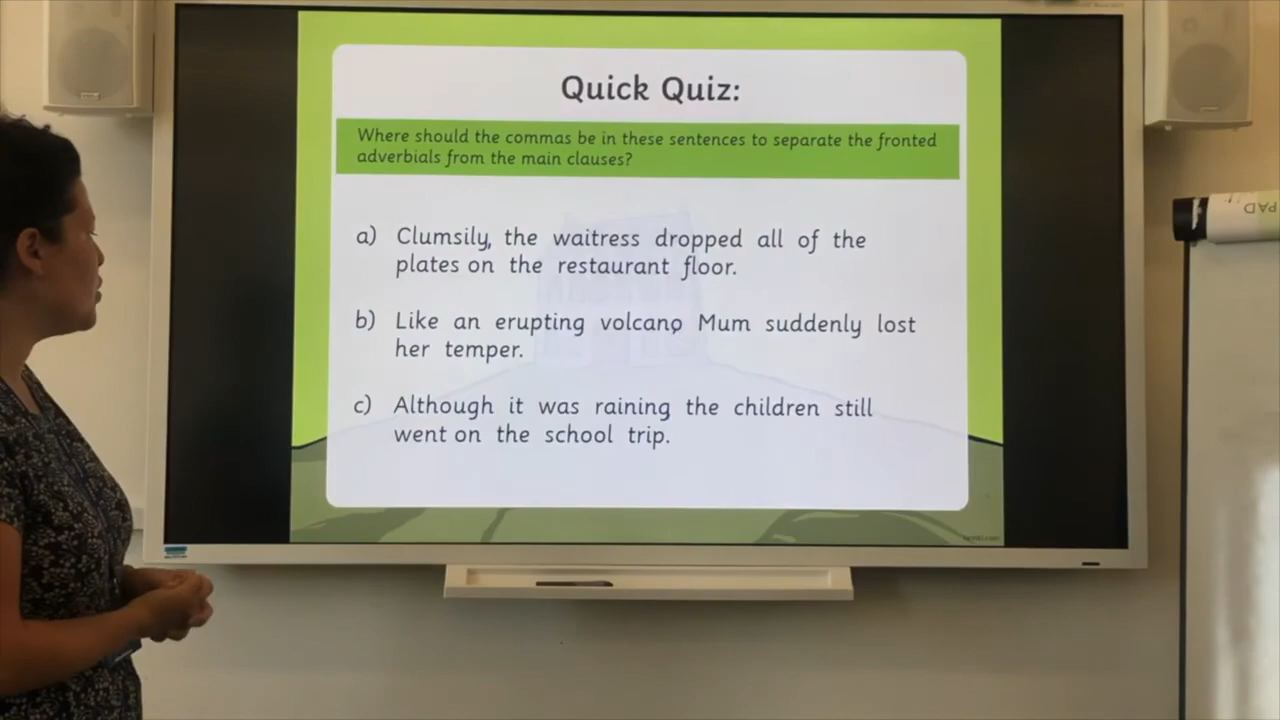 Quick Quiz:
Where should the commas be in these sentences to separate the fronted
adverbials from the main clauses?
a) Clumsily, the waitress dropped all of the
plates on the restaurant floor.
b) Like an erupting volcano, Mum suddenly lost
her temper.
c) Although it was raining the children still
went on the school trip.
PAD